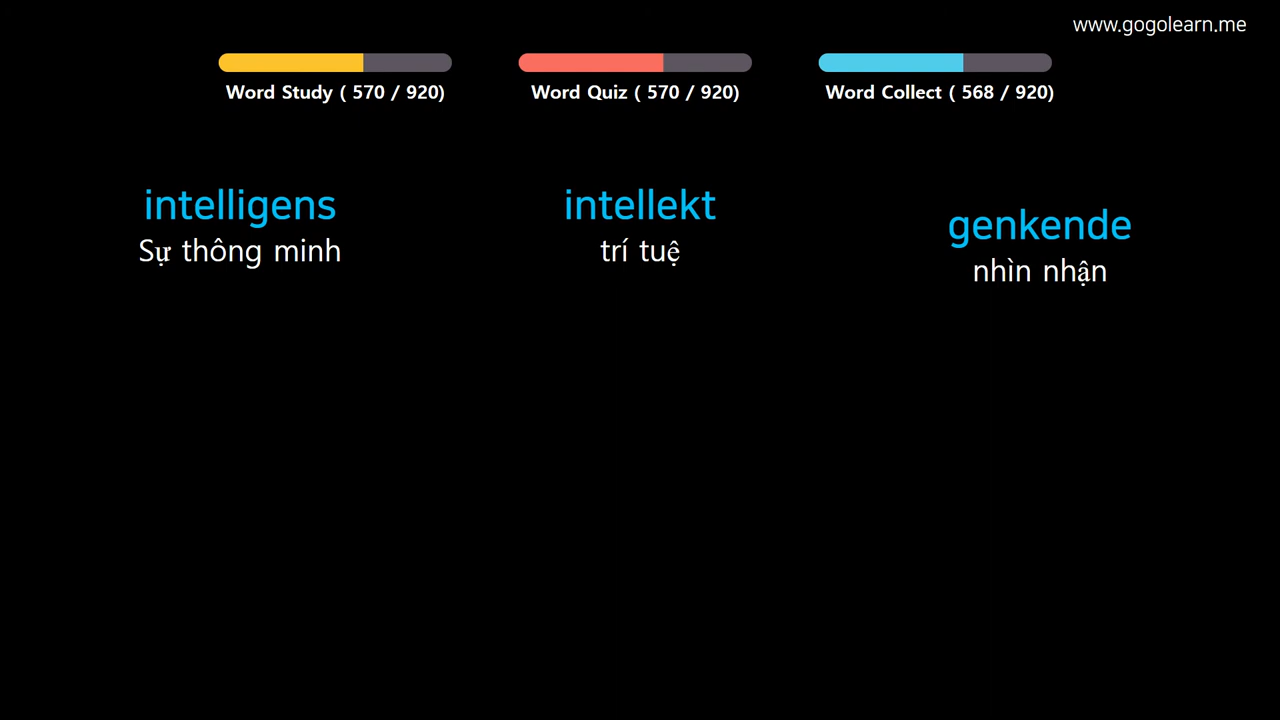 www.gogolearn.me
Word Study ( 570 / 920)
Word Quiz ( 570 / 920)
Word Collect ( 568 / 920)
intelligens
Sự thông minh
intellekt
trí tuệ
genkende
nhìn nhận